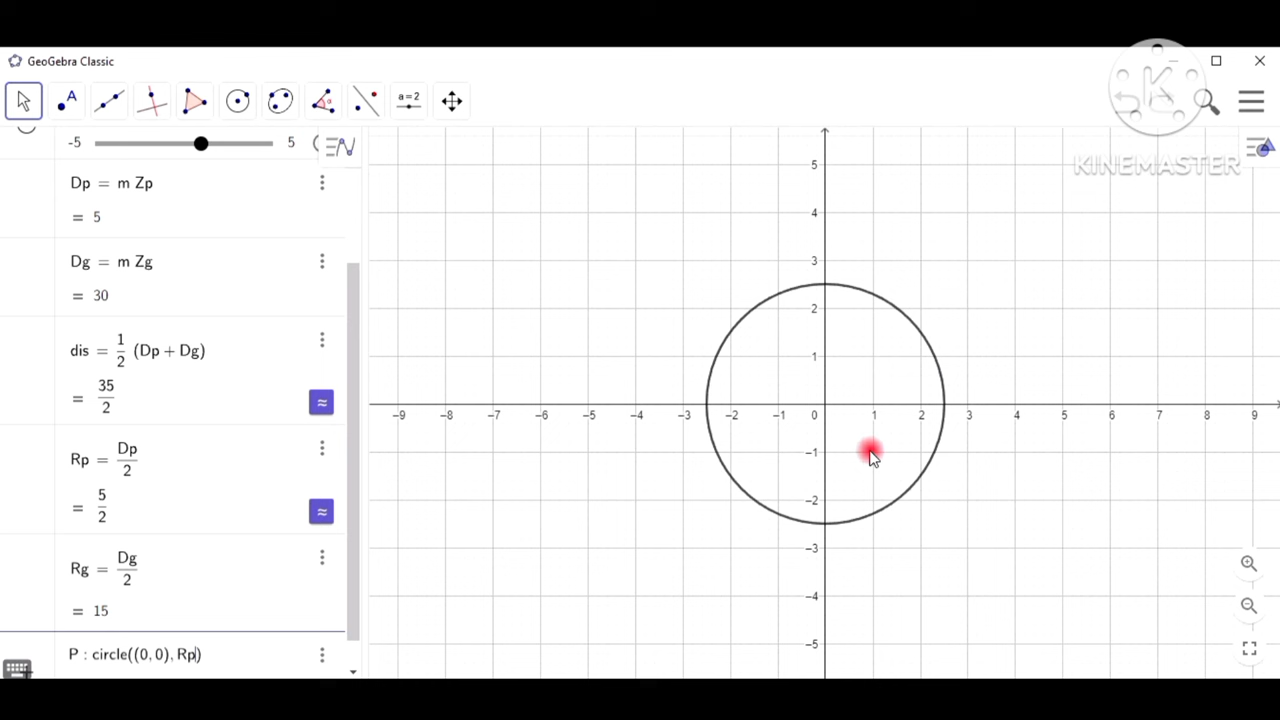 GeoGebra Classic
KINEMASTER
A
a = 2
α
-5
5
Dp = m Zp
= 5
Dg = m Zg
= 30
dis = 1/2 (Dp + Dg)
= 35/2
≈
Rp = Dp/2
= 5/2
≈
Rg = Dg/2
= 15
P : circle((0, 0), Rp)
5
4
3
2
1
−9 −8 −7 −6 −5 −4 −3 −2 −1 0 1 2 3 4 5 6 7 8 9
−1
−2
−3
−4
−5